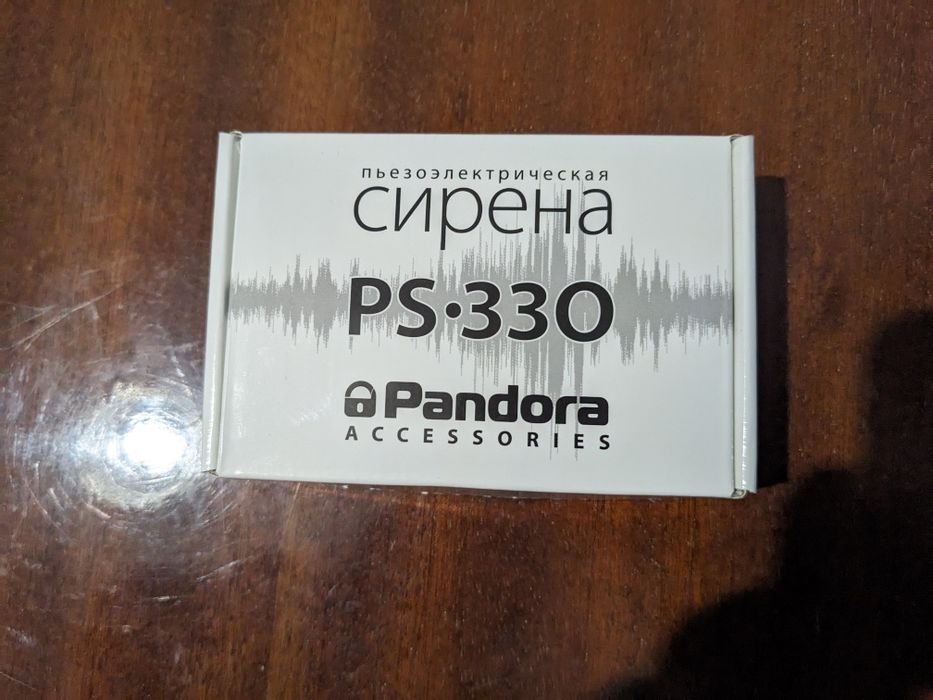 пьезоэлектрическая
сирена
PS•330
Pandora
ACCESSORIES